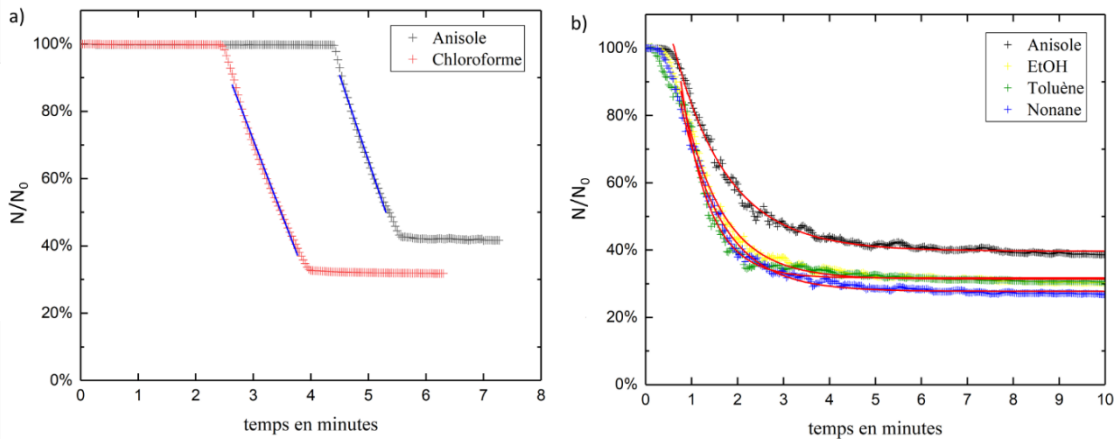 a)
N/N0
100%
80%
60%
40%
20%
0%
0 1 2 3 4 5 6 7 8
temps en minutes
Anisole
Chloroforme
b)
N/N0
100%
80%
60%
40%
20%
0%
0 1 2 3 4 5 6 7 8 9 10
temps en minutes
Anisole
EtOH
Toluène
Nonane